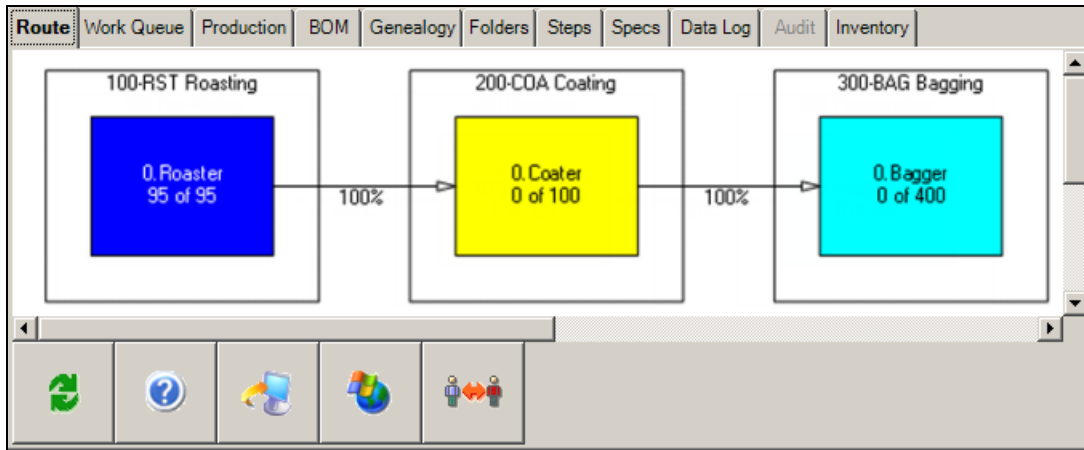 Route Work Queue Production BOM Genealogy Folders Steps Specs Data Log Audit Inventory
100-RST Roasting
0.Roaster
95 of 95
100%
200-COA Coating
0.Coater
0 of 100
100%
300-BAG Bagging
0.Bagger
0 of 400